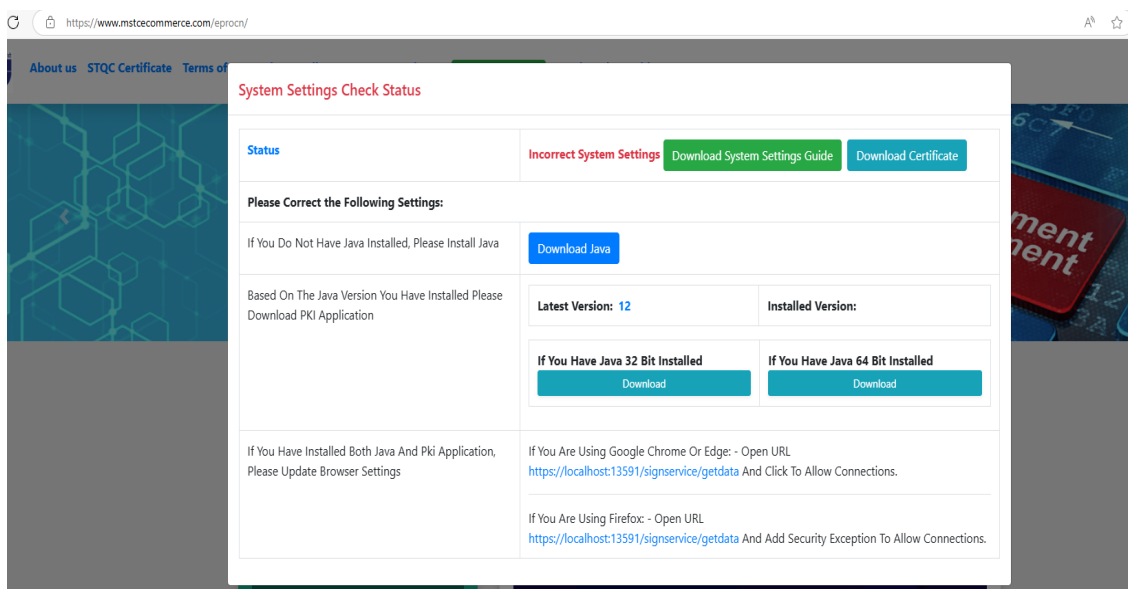 https://www.mstcecommerce.com/eprocn/
About us STQC Certificate Terms of
System Settings Check Status
Status
Incorrect System Settings Download System Settings Guide Download Certificate
Please Correct the Following Settings:
If You Do Not Have Java Installed, Please Install Java
Download Java
Based On The Java Version You Have Installed Please
Download PKI Application
Latest Version: 12
Installed Version:
If You Have Java 32 Bit Installed
Download
If You Have Java 64 Bit Installed
Download
If You Have Installed Both Java And Pki Application,
Please Update Browser Settings
If You Are Using Google Chrome Or Edge: - Open URL
https://localhost:13591/signservice/getdata And Click To Allow Connections.
If You Are Using Firefox: - Open URL
https://localhost:13591/signservice/getdata And Add Security Exception To Allow Connections.
ment
ment